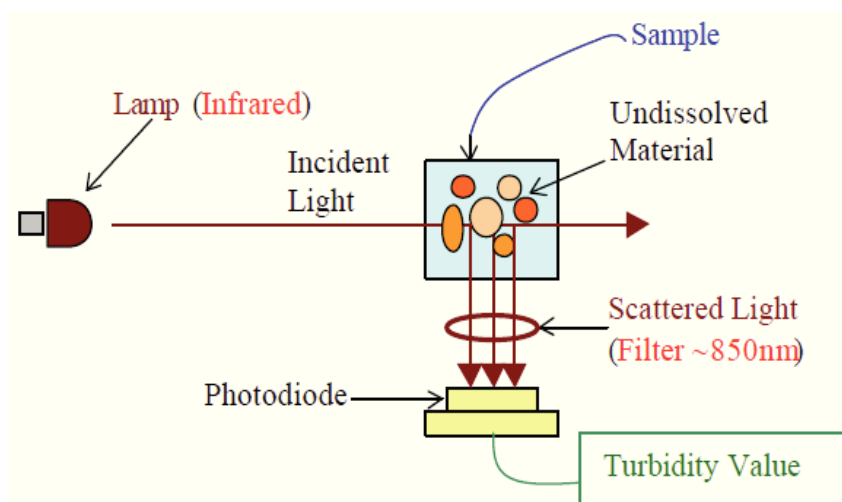 Sample
Lamp (Infrared)
Undissolved
Material
Incident
Light
Scattered Light
(Filter ~850nm)
Photodiode
Turbidity Value